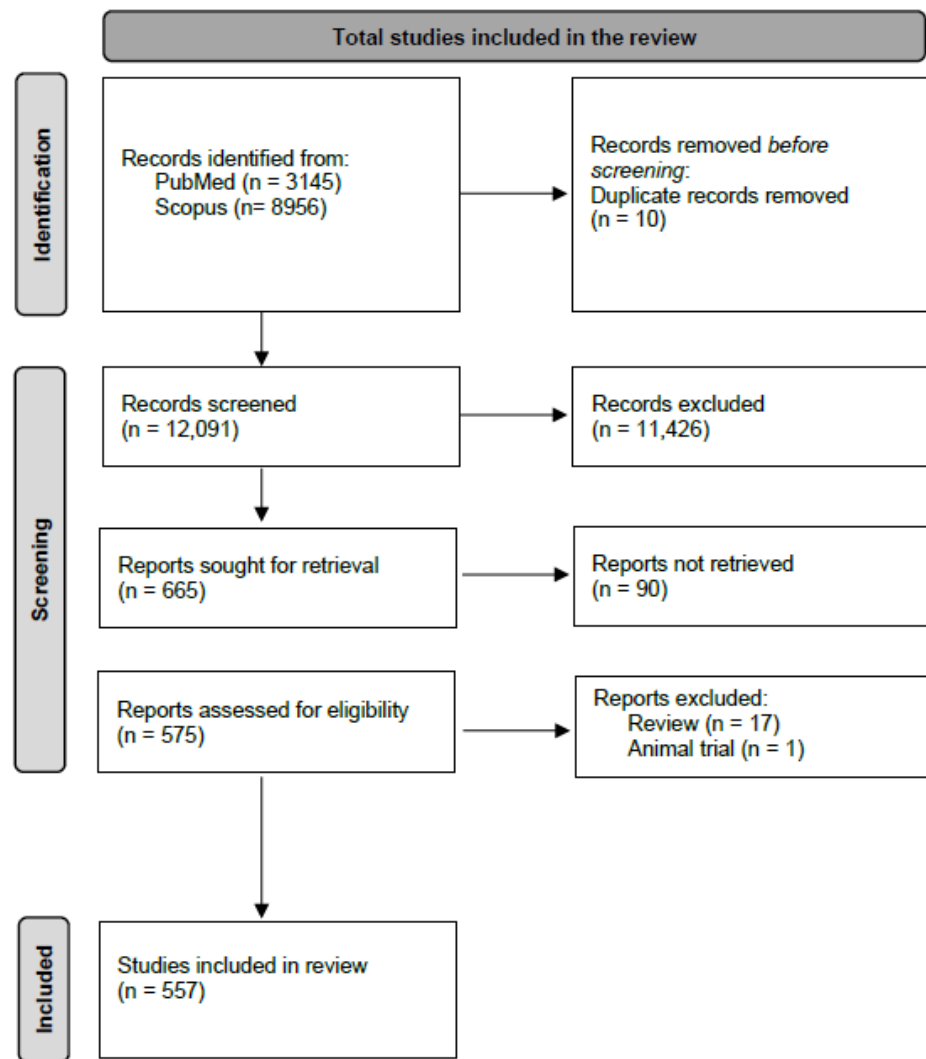 Total studies included in the review
Identification
Records identified from:
PubMed (n = 3145)
Scopus (n= 8956)
Records removed before
screening:
Duplicate records removed
(n = 10)
Screening
Records screened
(n = 12,091)
Records excluded
(n = 11,426)
Reports sought for retrieval
(n = 665)
Reports not retrieved
(n = 90)
Reports assessed for eligibility
(n = 575)
Reports excluded:
Review (n = 17)
Animal trial (n = 1)
Included
Studies included in review
(n = 557)